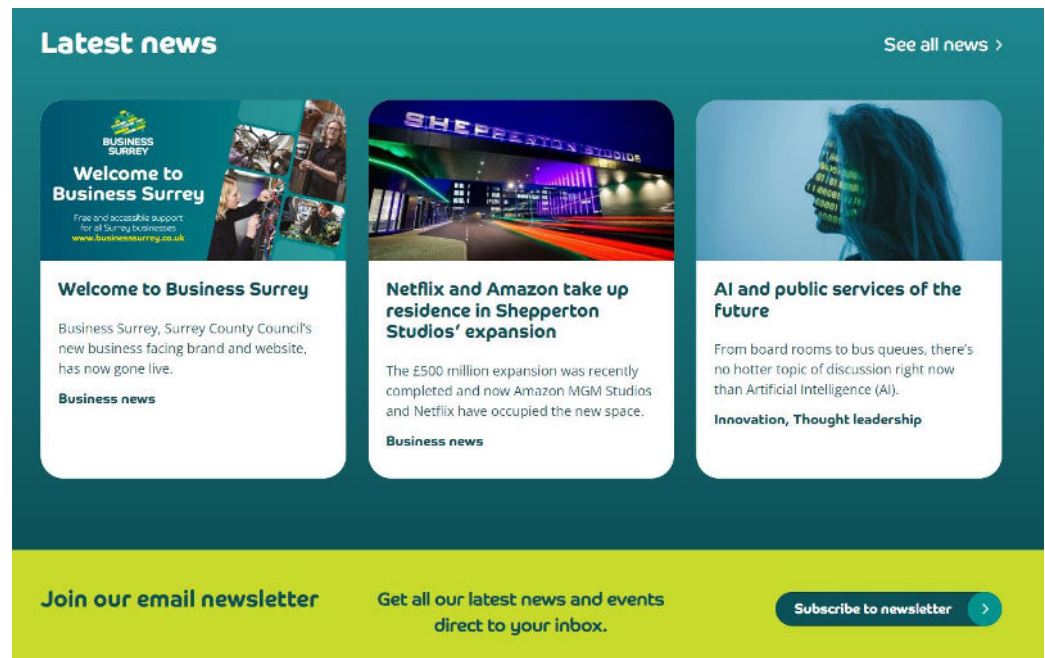 Latest news
See all news >
BUSINESS
SURREY
Welcome to
Business Surrey
Free and accessible support
for all Surrey businesses
www.businesssurrey.co.uk
Welcome to Business Surrey
Business Surrey, Surrey County Council's
new business facing brand and website,
has now gone live.
Business news
SHEPPERTON STUDIOS
Netflix and Amazon take up
residence in Shepperton
Studios' expansion
The £500 million expansion was recently
completed and now Amazon MGM Studios
and Netflix have occupied the new space.
Business news
AI and public services of the
future
From board rooms to bus queues, there's
no hotter topic of discussion right now
than Artificial Intelligence (AI).
Innovation, Thought leadership
Join our email newsletter
Get all our latest news and events
direct to your inbox.
Subscribe to newsletter >